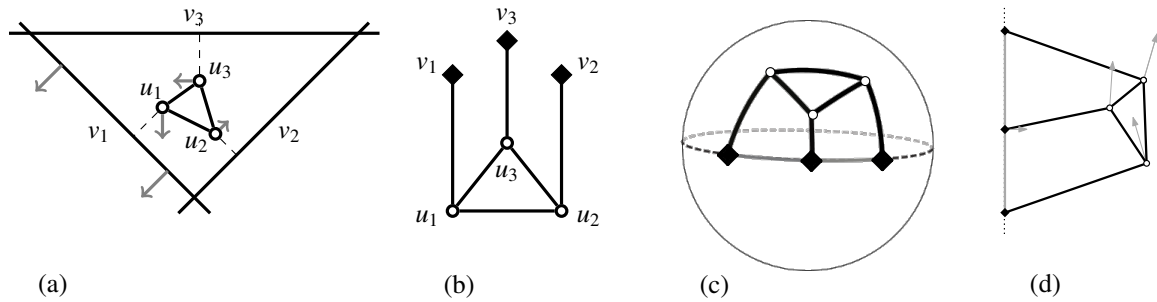 v₃
u₃
u₁
v₁
u₂
v₂
(a)
v₃
v₁
v₂
u₃
u₁
u₂
(b)
(c)
(d)